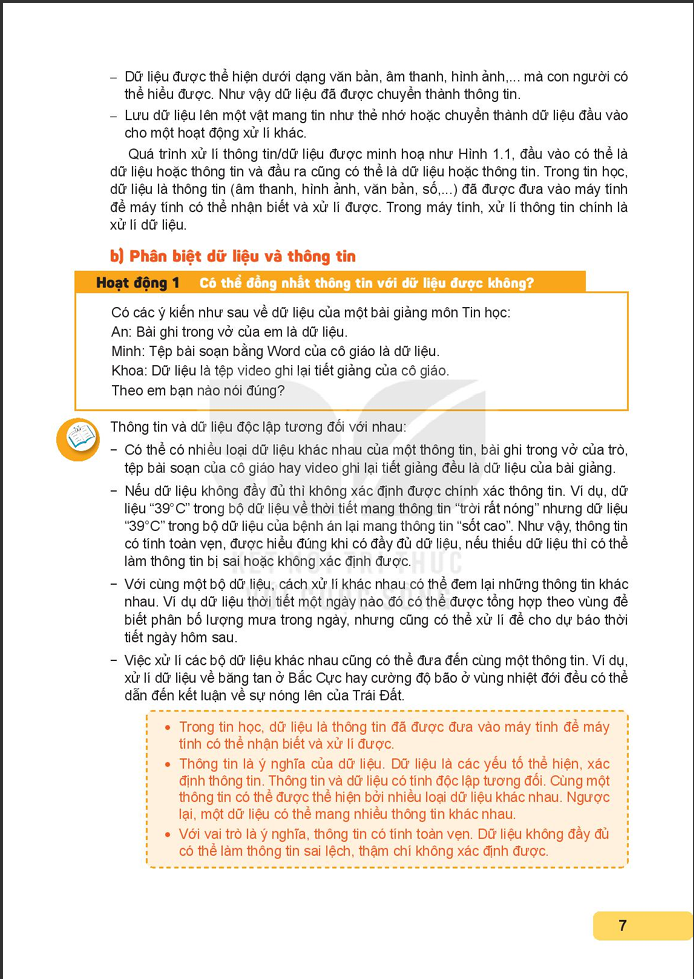 – Dữ liệu được thể hiện dưới dạng văn bản, âm thanh, hình ảnh,... mà con người có
thể hiểu được. Như vậy dữ liệu đã được chuyển thành thông tin.
– Lưu dữ liệu lên một vật mang tin như thẻ nhớ hoặc chuyển thành dữ liệu đầu vào
cho một hoạt động xử lí khác.
Quá trình xử lí thông tin/dữ liệu được minh hoạ như Hình 1.1, đầu vào có thể là
dữ liệu hoặc thông tin và đầu ra cũng có thể là dữ liệu hoặc thông tin. Trong tin học,
dữ liệu là thông tin (âm thanh, hình ảnh, văn bản, số,...) đã được đưa vào máy tính
để máy tính có thể nhận biết và xử lí được. Trong máy tính, xử lí thông tin chính là
xử lí dữ liệu.
b) Phân biệt dữ liệu và thông tin
Hoạt động 1 Có thể đồng nhất thông tin với dữ liệu được không?
Có các ý kiến như sau về dữ liệu của một bài giảng môn Tin học:
An: Bài ghi trong vở của em là dữ liệu.
Minh: Tệp bài soạn bằng Word của cô giáo là dữ liệu.
Khoa: Dữ liệu là tệp video ghi lại tiết giảng của cô giáo.
Theo em bạn nào nói đúng?
Thông tin và dữ liệu độc lập tương đối với nhau:
– Có thể có nhiều loại dữ liệu khác nhau của một thông tin, bài ghi trong vở của trò,
tệp bài soạn của cô giáo hay video ghi lại tiết giảng đều là dữ liệu của bài giảng.
– Nếu dữ liệu không đầy đủ thì không xác định được chính xác thông tin. Ví dụ, dữ
liệu “39°C” trong bộ dữ liệu về thời tiết mang thông tin “trời rất nóng” nhưng dữ liệu
“39°C” trong bộ dữ liệu của bệnh án lại mang thông tin “sốt cao”. Như vậy, thông tin
có tính toàn vẹn, được hiểu đúng khi có đầy đủ dữ liệu, nếu thiếu dữ liệu thì có thể
làm thông tin bị sai hoặc không xác định được.
– Với cùng một bộ dữ liệu, cách xử lí khác nhau có thể đem lại những thông tin khác
nhau. Ví dụ dữ liệu thời tiết một ngày nào đó có thể được tổng hợp theo vùng để
biết phân bố lượng mưa trong ngày, nhưng cũng có thể xử lí để cho dự báo thời
tiết ngày hôm sau.
– Việc xử lí các bộ dữ liệu khác nhau cũng có thể đưa đến cùng một thông tin. Ví dụ,
xử lí dữ liệu về băng tan ở Bắc Cực hay cường độ bão ở vùng nhiệt đới đều có thể
dẫn đến kết luận về sự nóng lên của Trái Đất.
• Trong tin học, dữ liệu là thông tin đã được đưa vào máy tính để máy
tính có thể nhận biết và xử lí được.
• Thông tin là ý nghĩa của dữ liệu. Dữ liệu là các yếu tố thể hiện, xác
định thông tin. Thông tin và dữ liệu có tính độc lập tương đối. Cùng một
thông tin có thể được thể hiện bởi nhiều loại dữ liệu khác nhau. Ngược
lại, một dữ liệu có thể mang nhiều thông tin khác nhau.
• Với vai trò là ý nghĩa, thông tin có tính toàn vẹn. Dữ liệu không đầy đủ
có thể làm thông tin sai lệch, thậm chí không xác định được.
KẾT NỐI TRI THỨC
VỚI CUỘC SỐNG
7